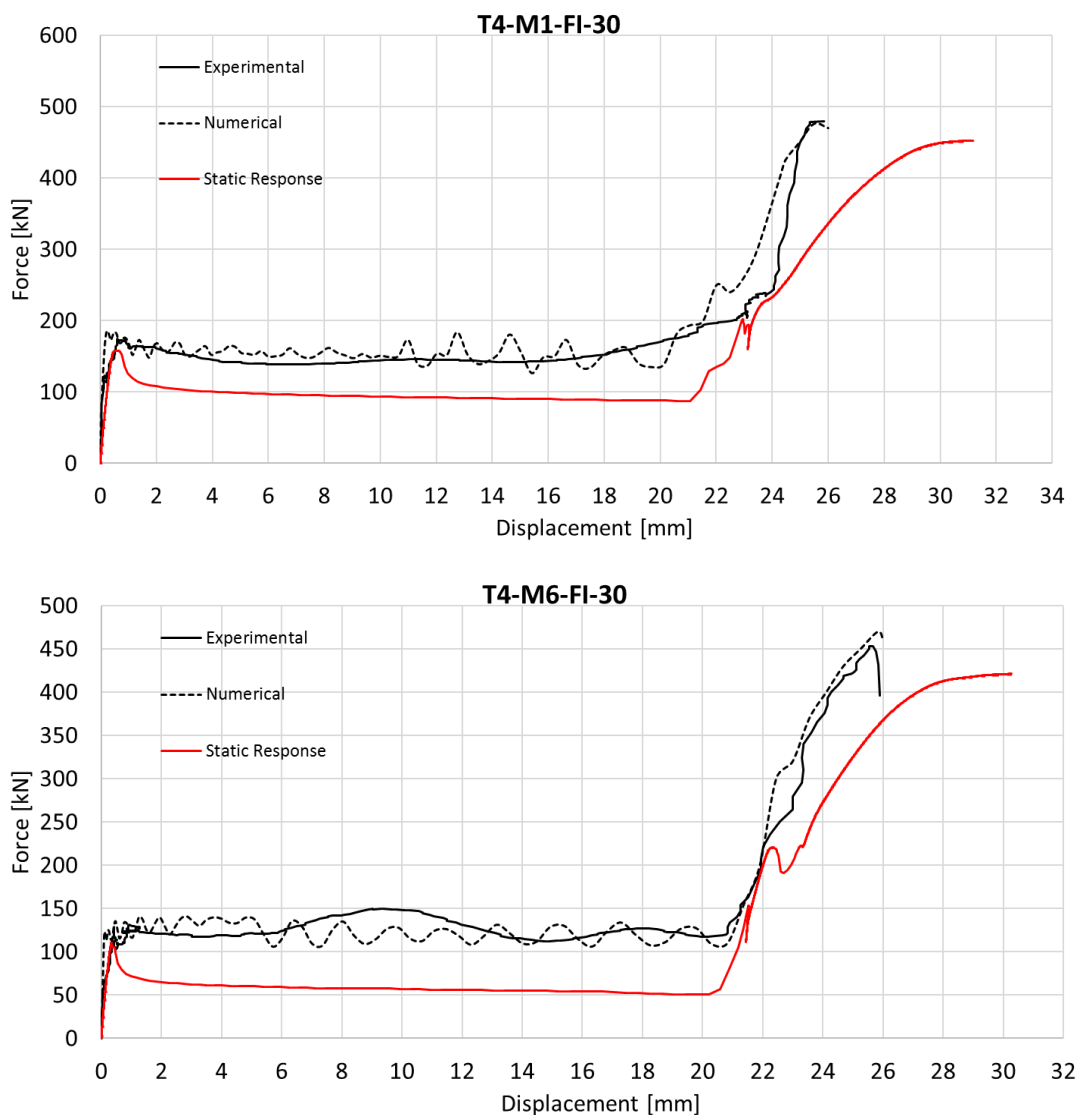 T4-M1-FI-30
600
500
400
300
200
100
0
Force [kN]
Experimental
Numerical
Static Response
0 2 4 6 8 10 12 14 16 18 20 22 24 26 28 30 32 34
Displacement [mm]
T4-M6-FI-30
500
450
400
350
300
250
200
150
100
50
0
Force [kN]
Experimental
Numerical
Static Response
0 2 4 6 8 10 12 14 16 18 20 22 24 26 28 30 32
Displacement [mm]